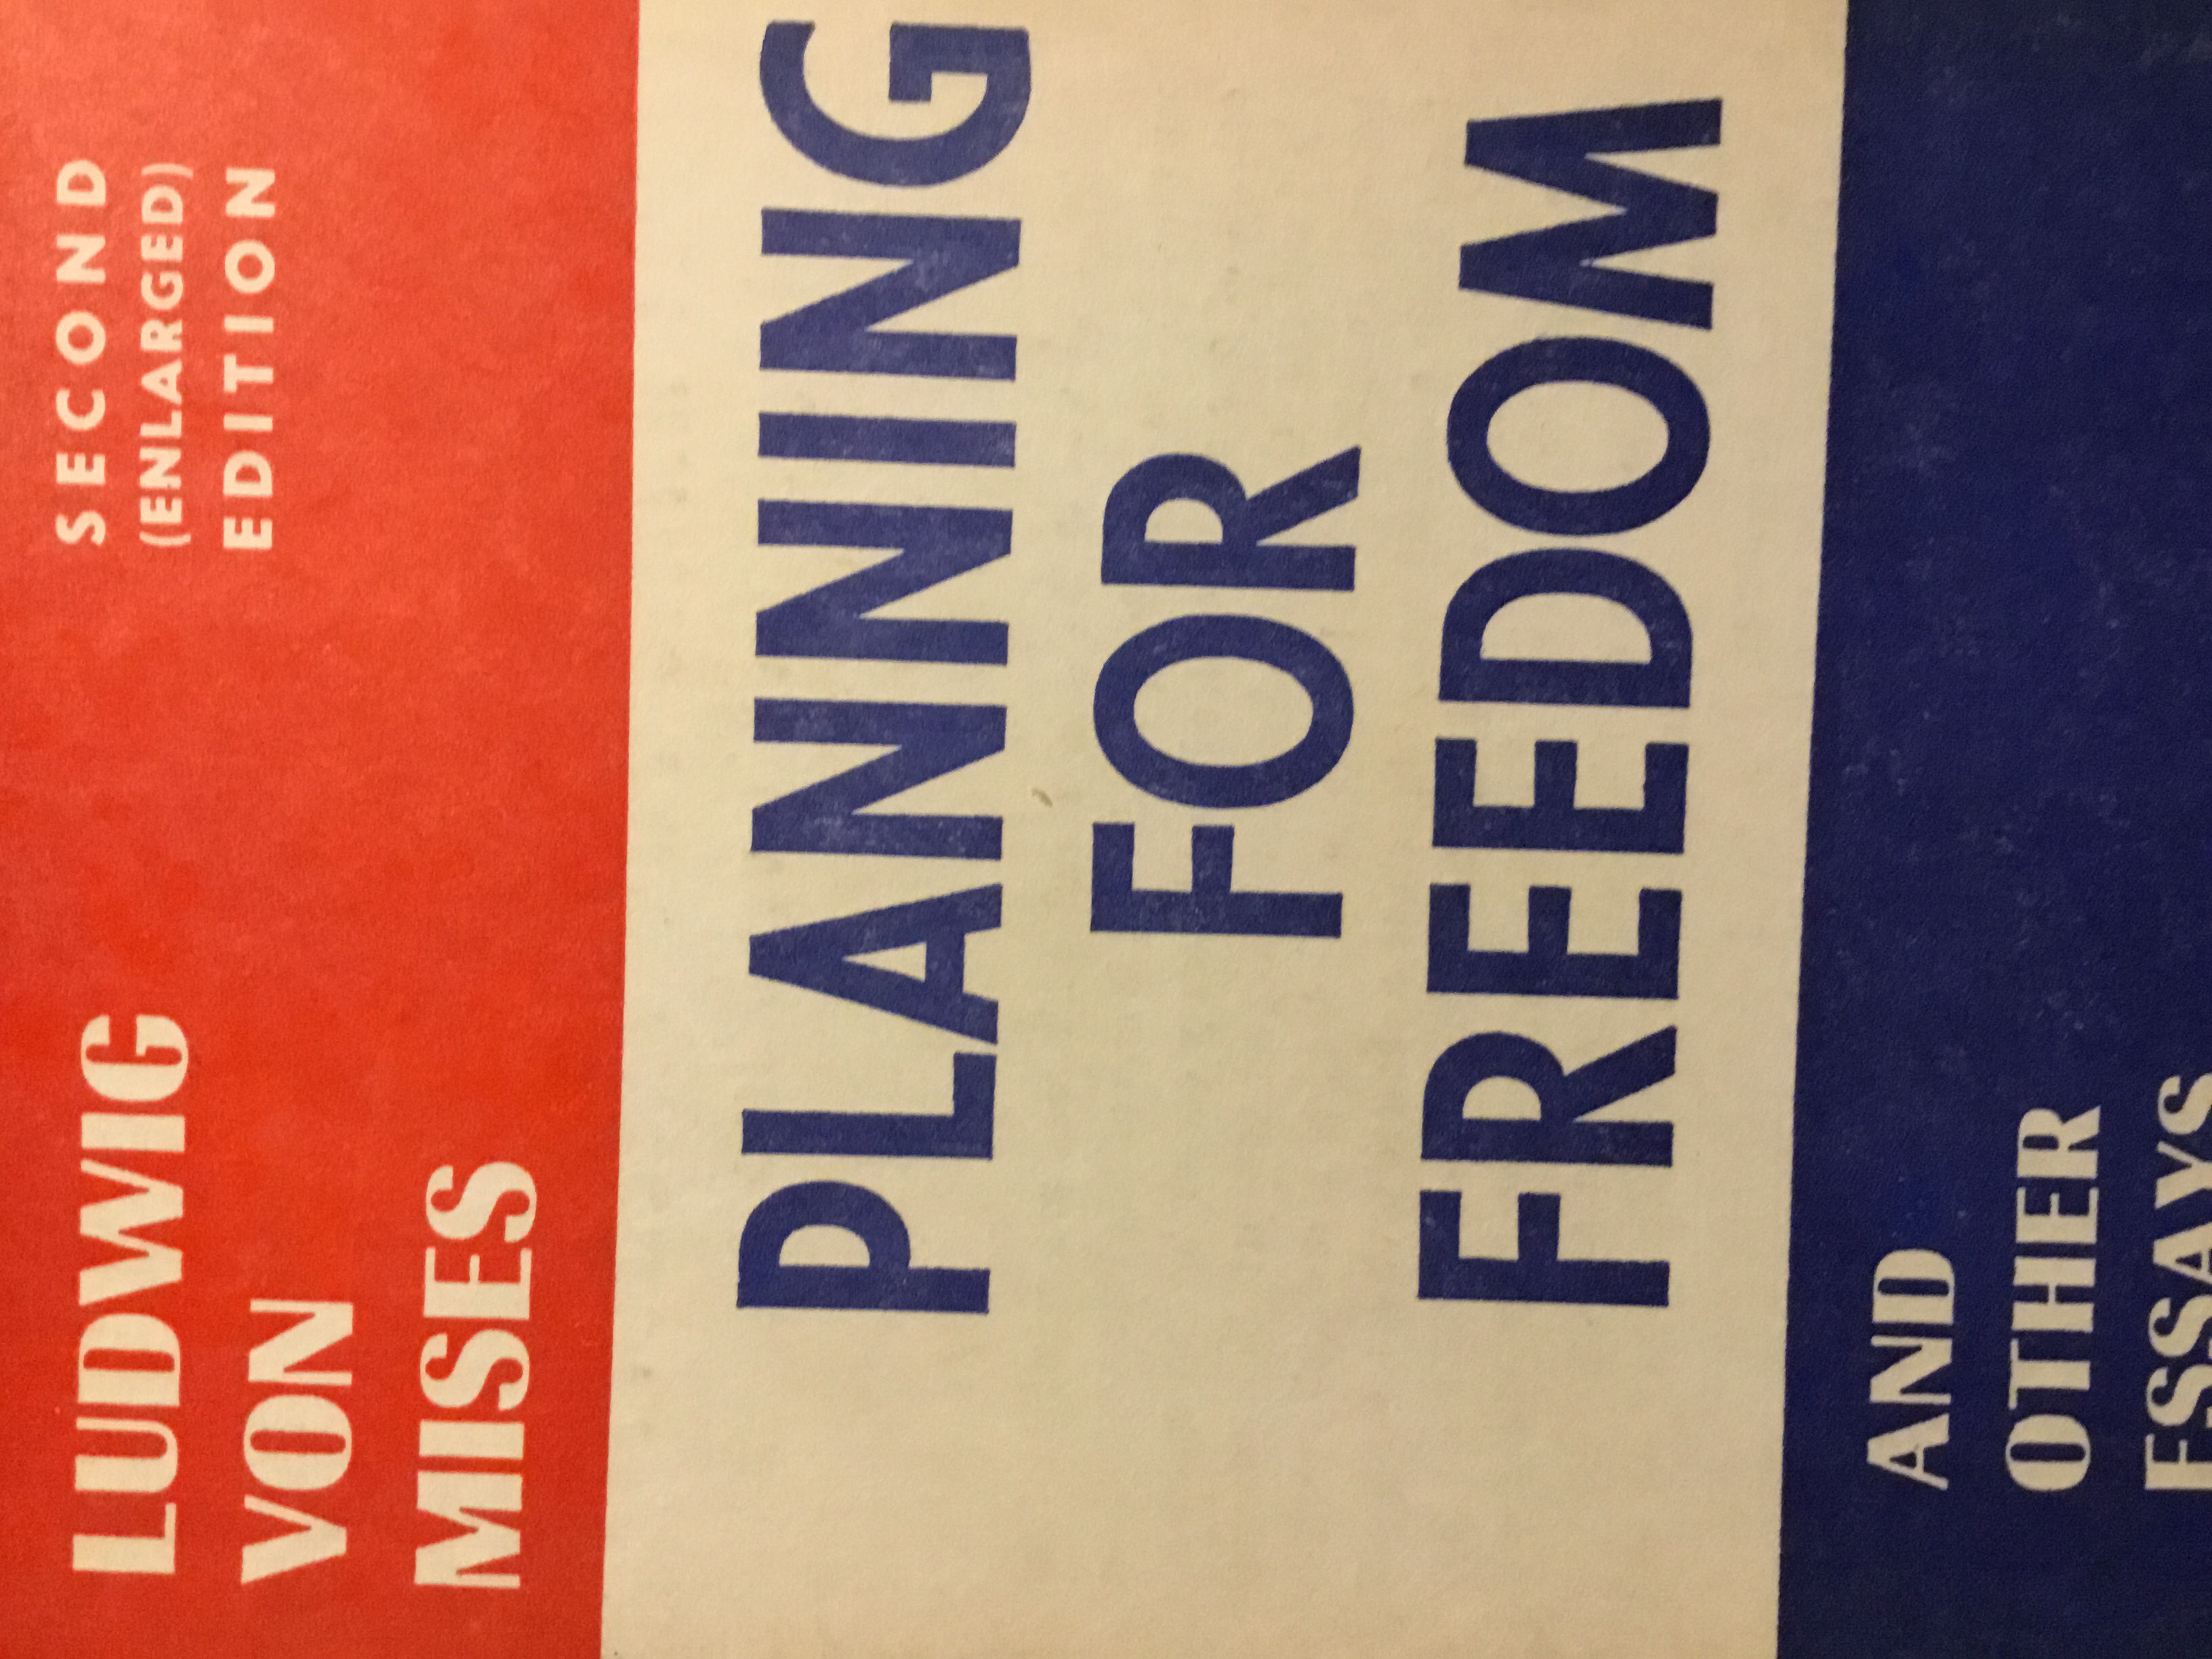 LUDWIG
VON
MISES
SECOND
(ENLARGED)
EDITION
PLANNING
FOR
FREEDOM
AND
OTHER
ESSAYS